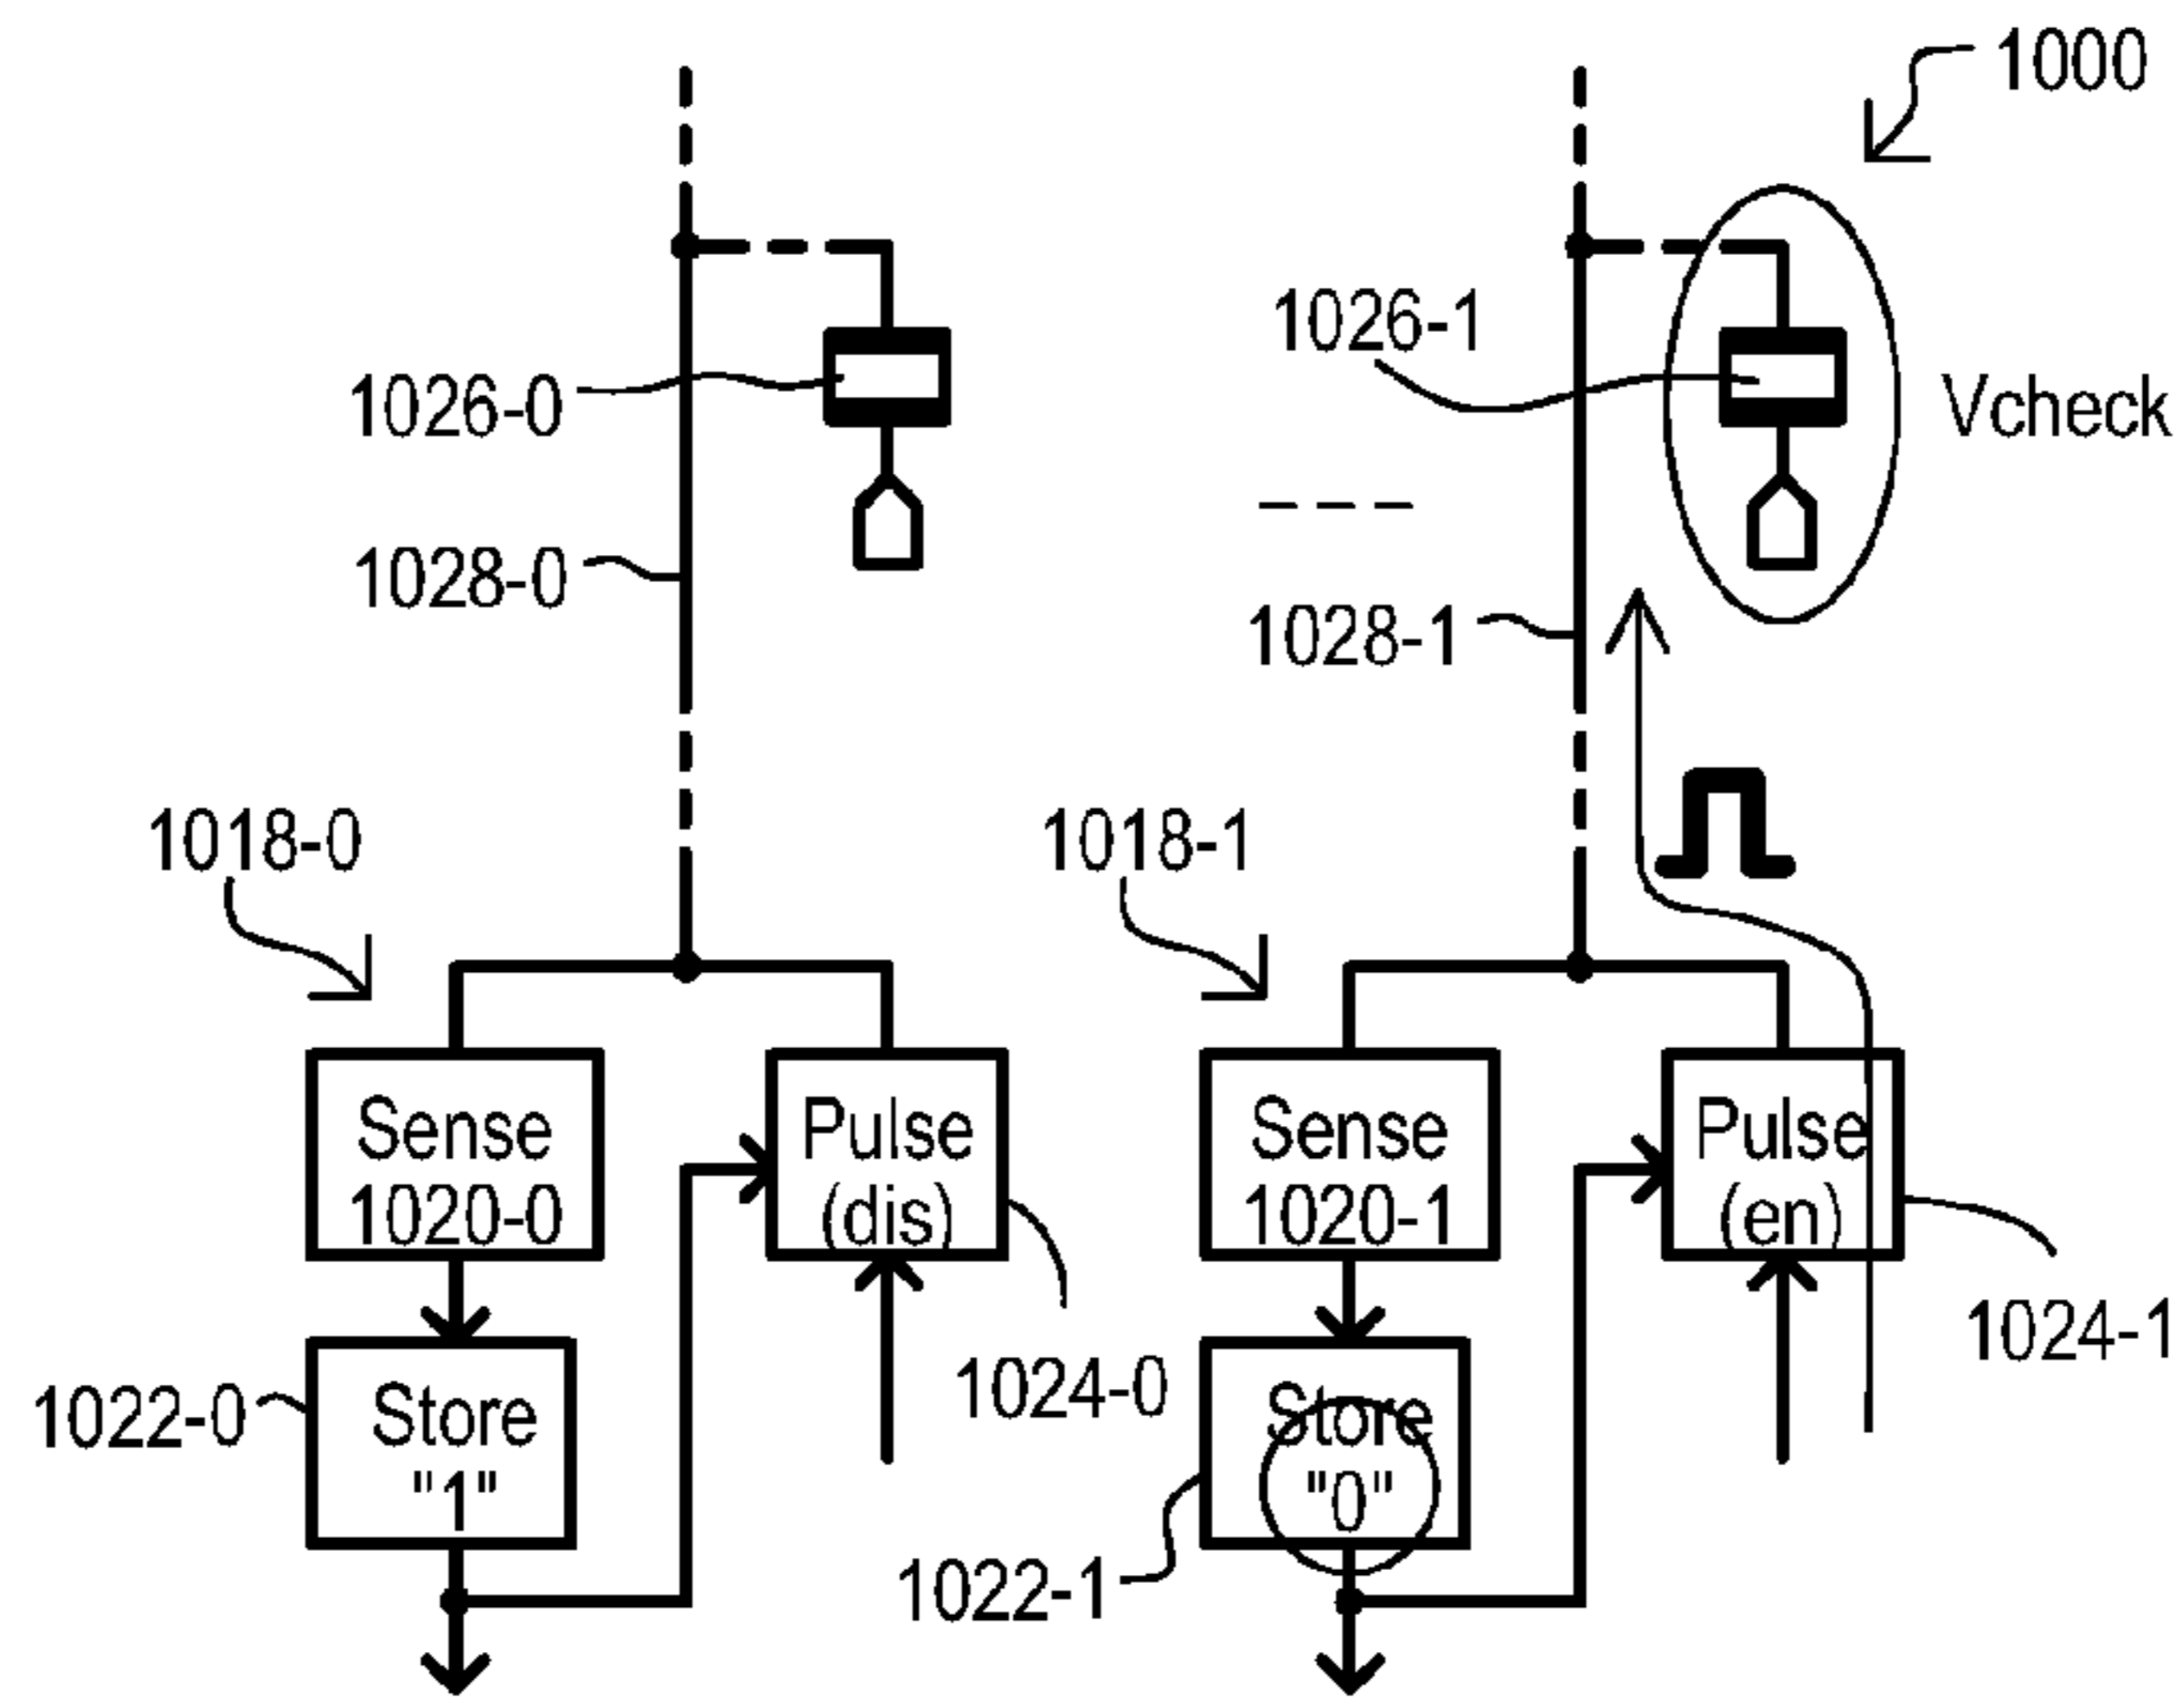 1000
1026-1
1026-0
Vcheck
1028-0
1028-1
1018-0
1018-1
Sense
1020-0
Pulse
(dis)
Sense
1020-1
Pulse
(en)
1024-1
1022-0
Store
"1"
1024-0
Store
"0"
1022-1